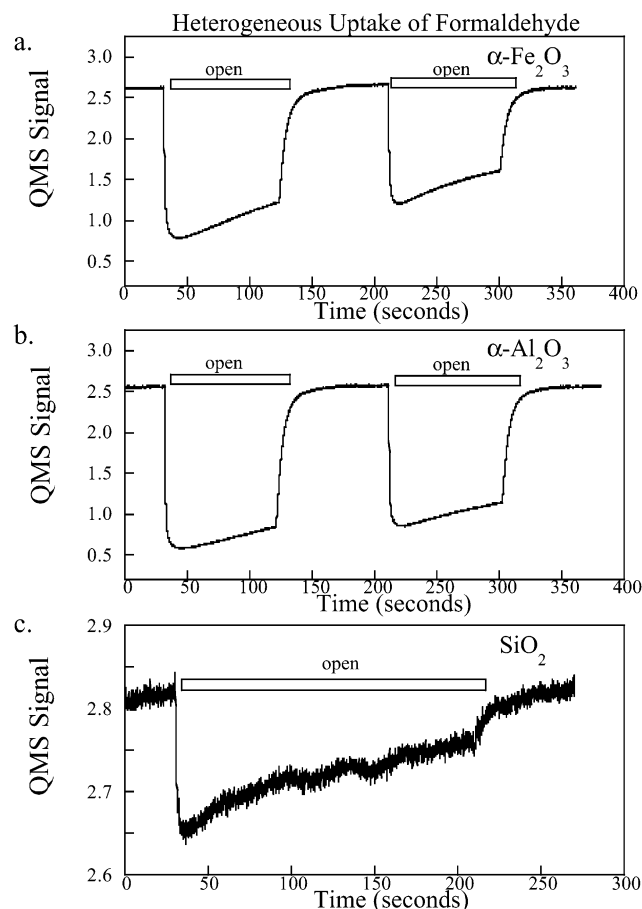 Heterogeneous Uptake of Formaldehyde
a.
α-Fe₂O₃
open
open
QMS Signal
3.0
2.5
2.0
1.5
1.0
0.5
0 50 100 150 200 250 300 350 400
Time (seconds)
b.
α-Al₂O₃
open
open
QMS Signal
3.0
2.5
2.0
1.5
1.0
0.5
0 50 100 150 200 250 300 350 400
Time (seconds)
c.
SiO₂
open
QMS Signal
2.9
2.8
2.7
2.6
0 50 100 150 200 250 300
Time (seconds)